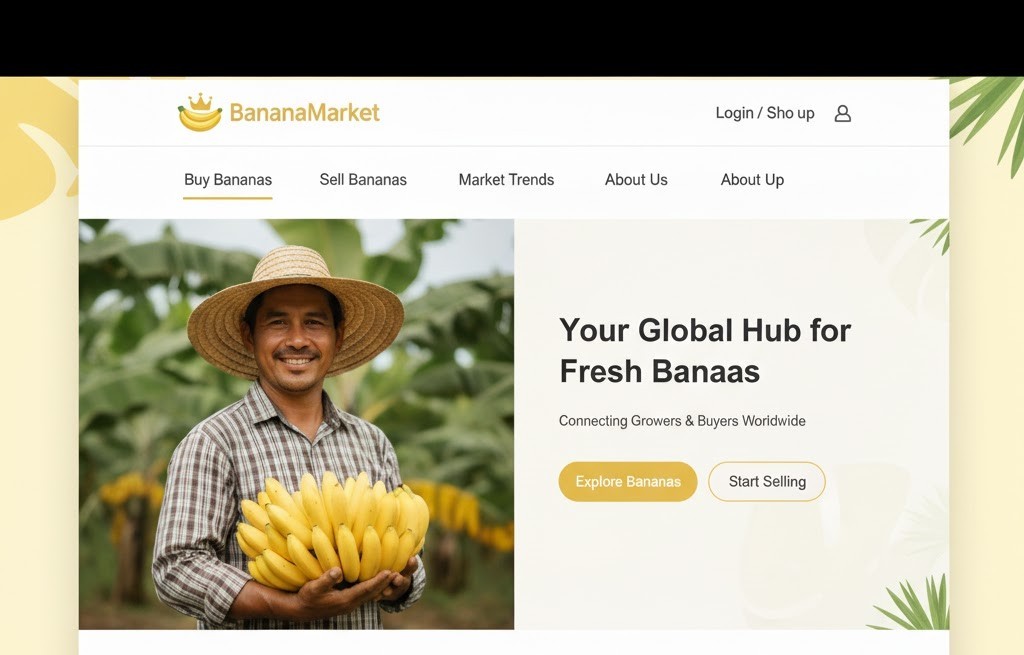 BananaMarket
Login / Sho up
Buy Bananas
Sell Bananas
Market Trends
About Us
About Up
Your Global Hub for
Fresh Banaas
Connecting Growers & Buyers Worldwide
Explore Bananas
Start Selling